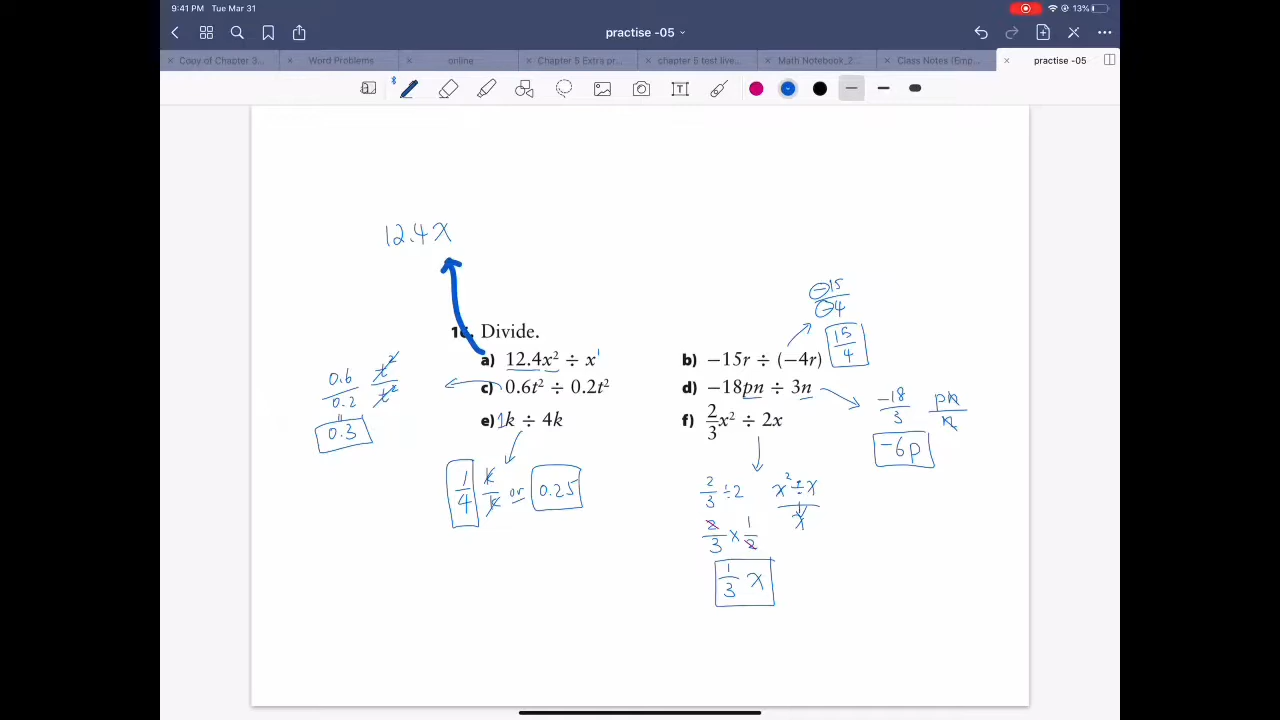 9:41 PM Tue Mar 31
13%
practise -05
Copy of Chapter 3...
Word Problems
online
Chapter 5 Extra pr...
chapter 5 test live...
Math Notebook_2...
Class Notes (Emp...
practise -05
12.4x
16. Divide.
a) 12.4x² ÷ x¹
b) −15r ÷ (−4r)
−15/−4
15/4
c) 0.6t² ÷ 0.2t²
0.6/0.2 t²/t²
"
0.3
d) −18pn ÷ 3n
−18/3 pn/n
−6p
e) 1k ÷ 4k
1/4 k/k or 0.25
f) 2/3 x² ÷ 2x
2/3 ÷ 2 x² ÷ x
x
2/3 x 1/2
1/3 x